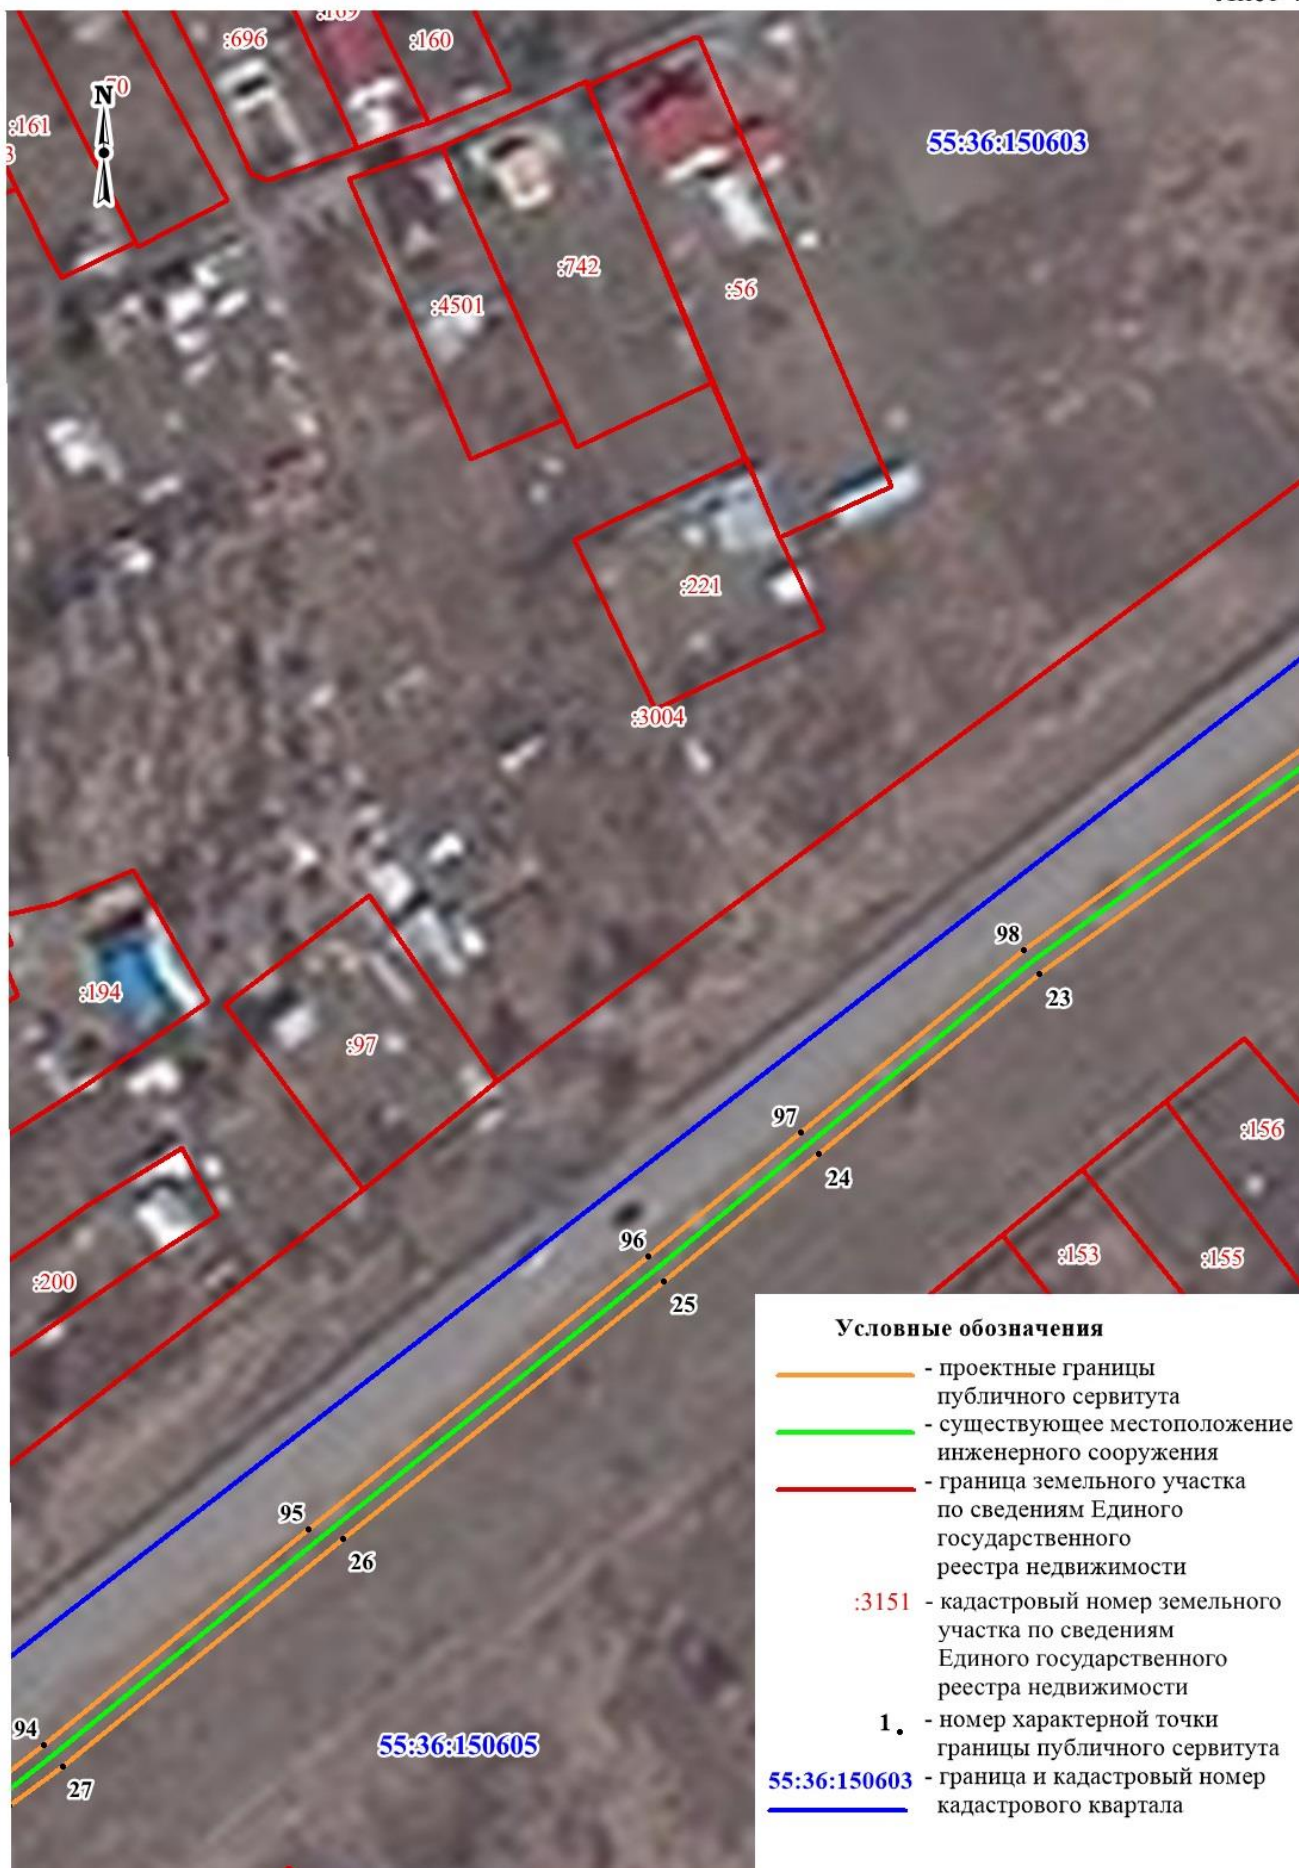 :169
:696
:160
N
:161
3
55:36:150603
:742
:56
:4501
:221
:3004
:194
:97
98
23
97
24
96
25
:156
:153
:155
:200
95
26
94
27
55:36:150605
Условные обозначения
- проектные границы
публичного сервитута
- существующее местоположение
инженерного сооружения
- граница земельного участка
по сведениям Единого
государственного
реестра недвижимости
:3151 - кадастровый номер земельного
участка по сведениям
Единого государственного
реестра недвижимости
1 - номер характерной точки
границы публичного сервитута
55:36:150603 - граница и кадастровый номер
кадастрового квартала